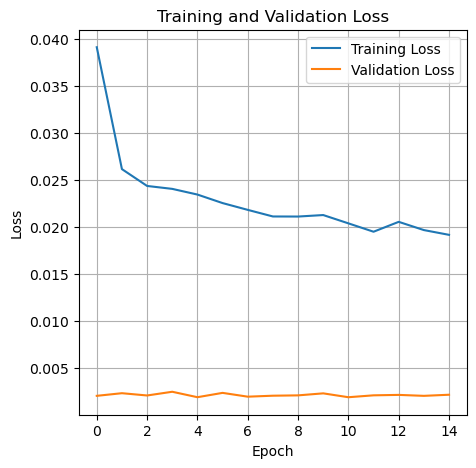 Training and Validation Loss
Training Loss
Validation Loss
0.040
0.035
0.030
0.025
0.020
0.015
0.010
0.005
Loss
0 2 4 6 8 10 12 14
Epoch